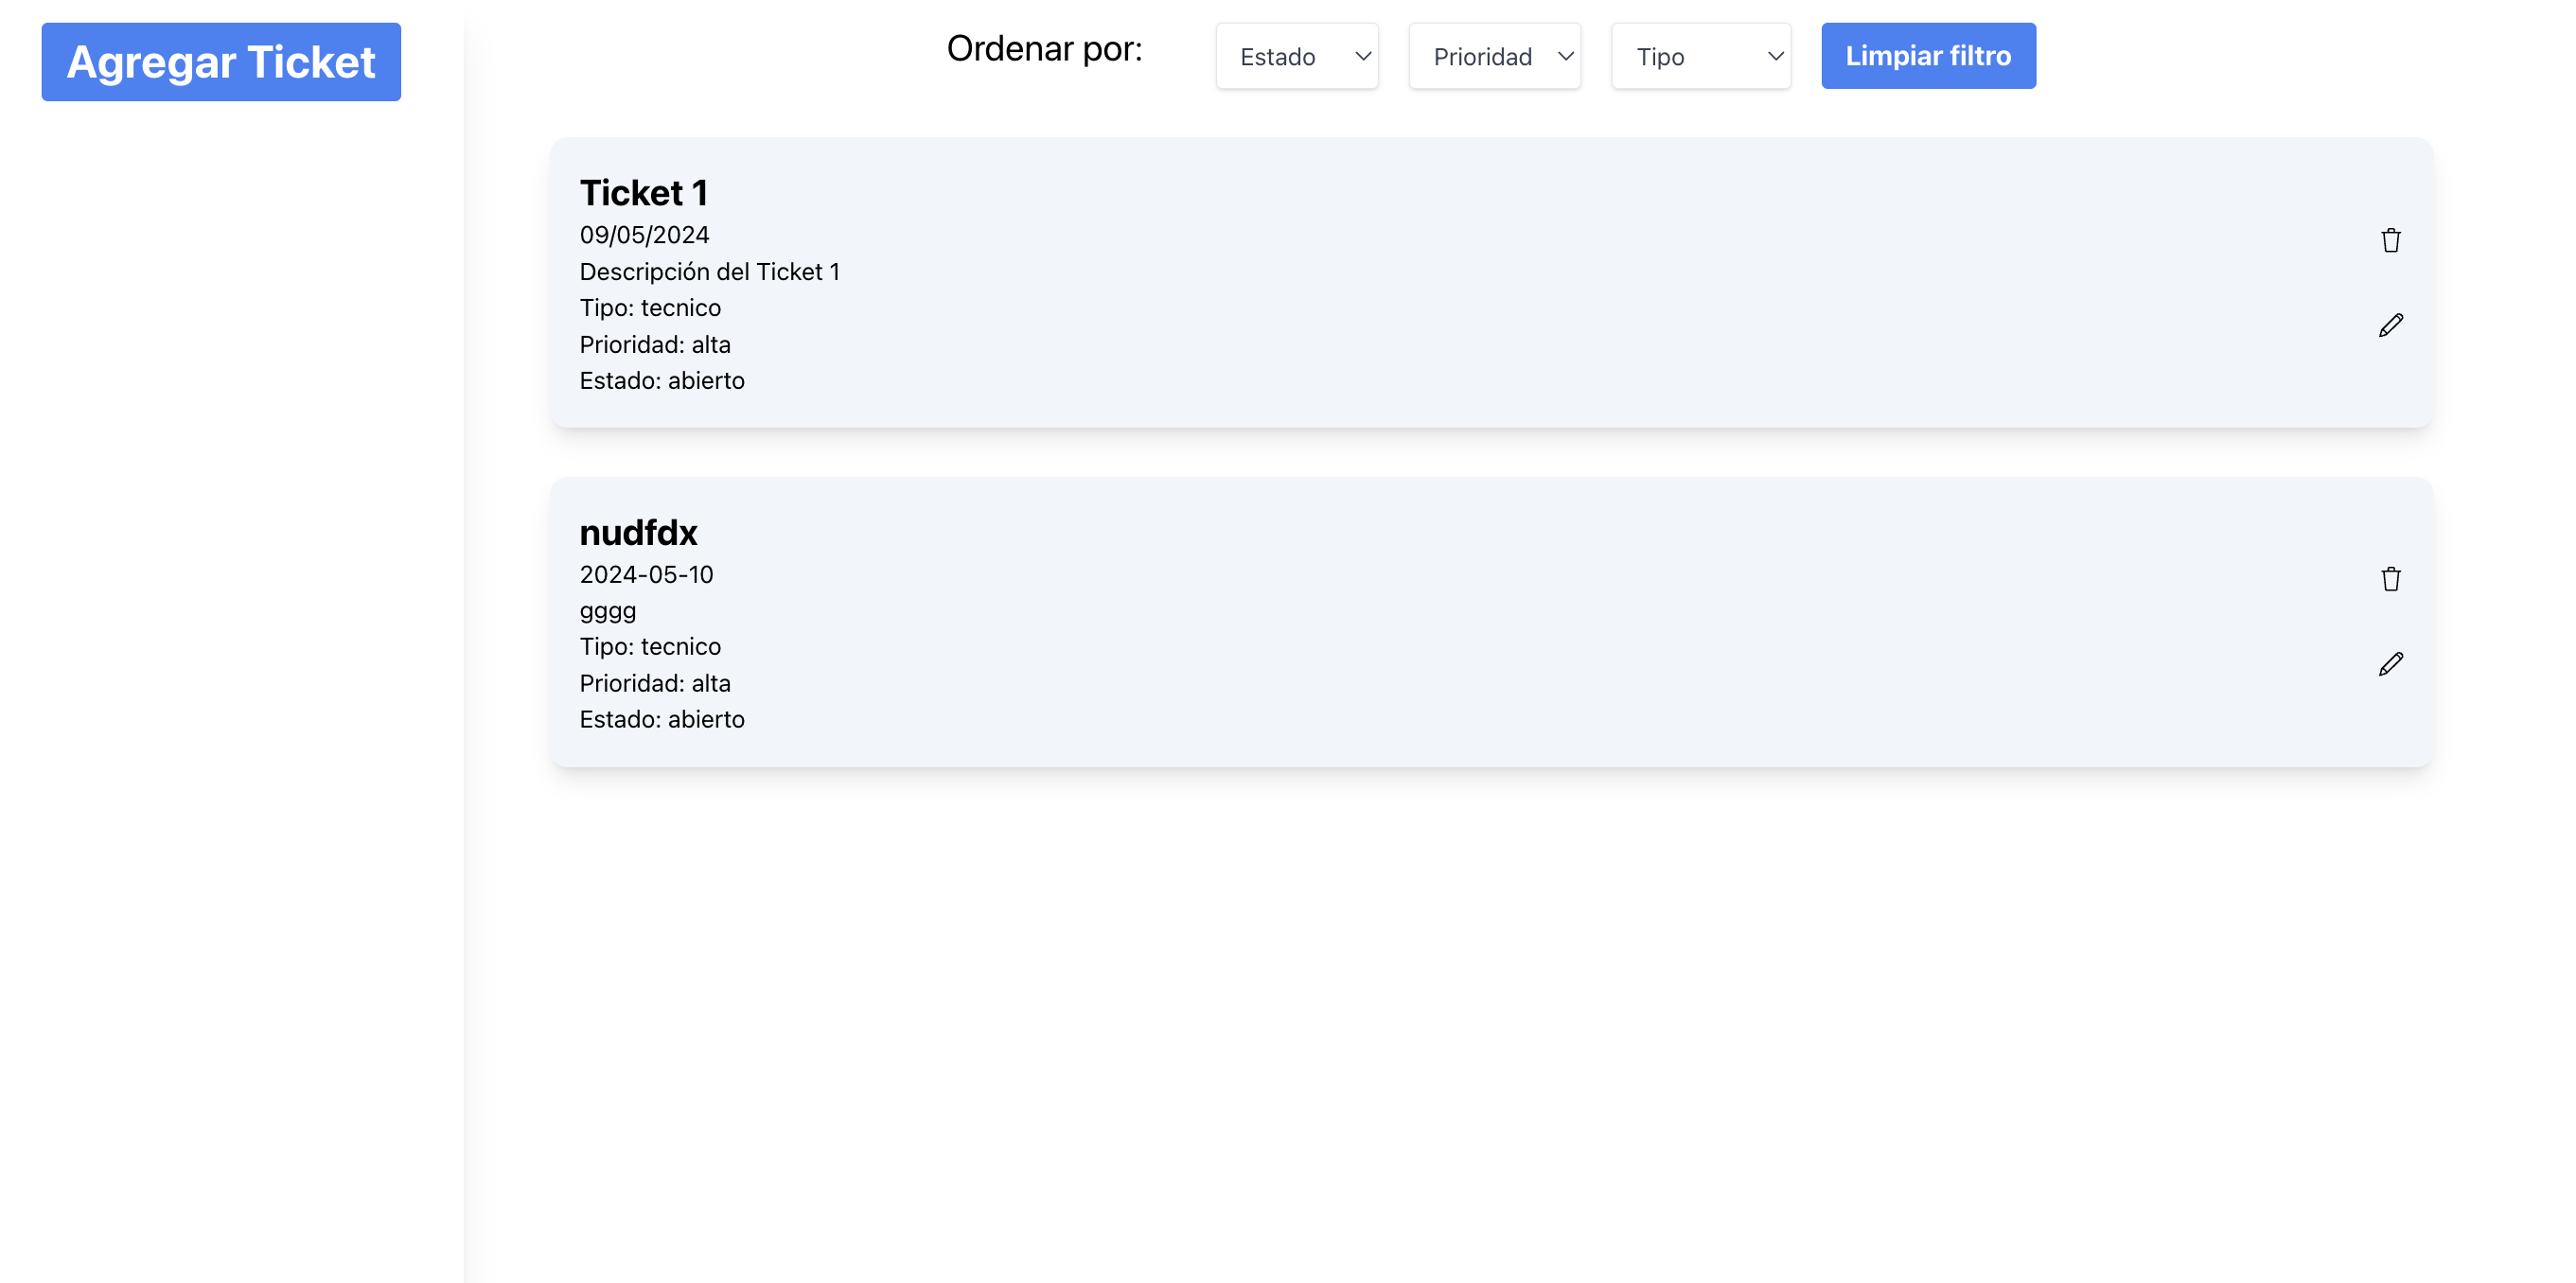 Agregar Ticket
Ordenar por:
Estado
Prioridad
Tipo
Limpiar filtro
Ticket 1
09/05/2024
Descripción del Ticket 1
Tipo: tecnico
Prioridad: alta
Estado: abierto
nudfdx
2024-05-10
gggg
Tipo: tecnico
Prioridad: alta
Estado: abierto